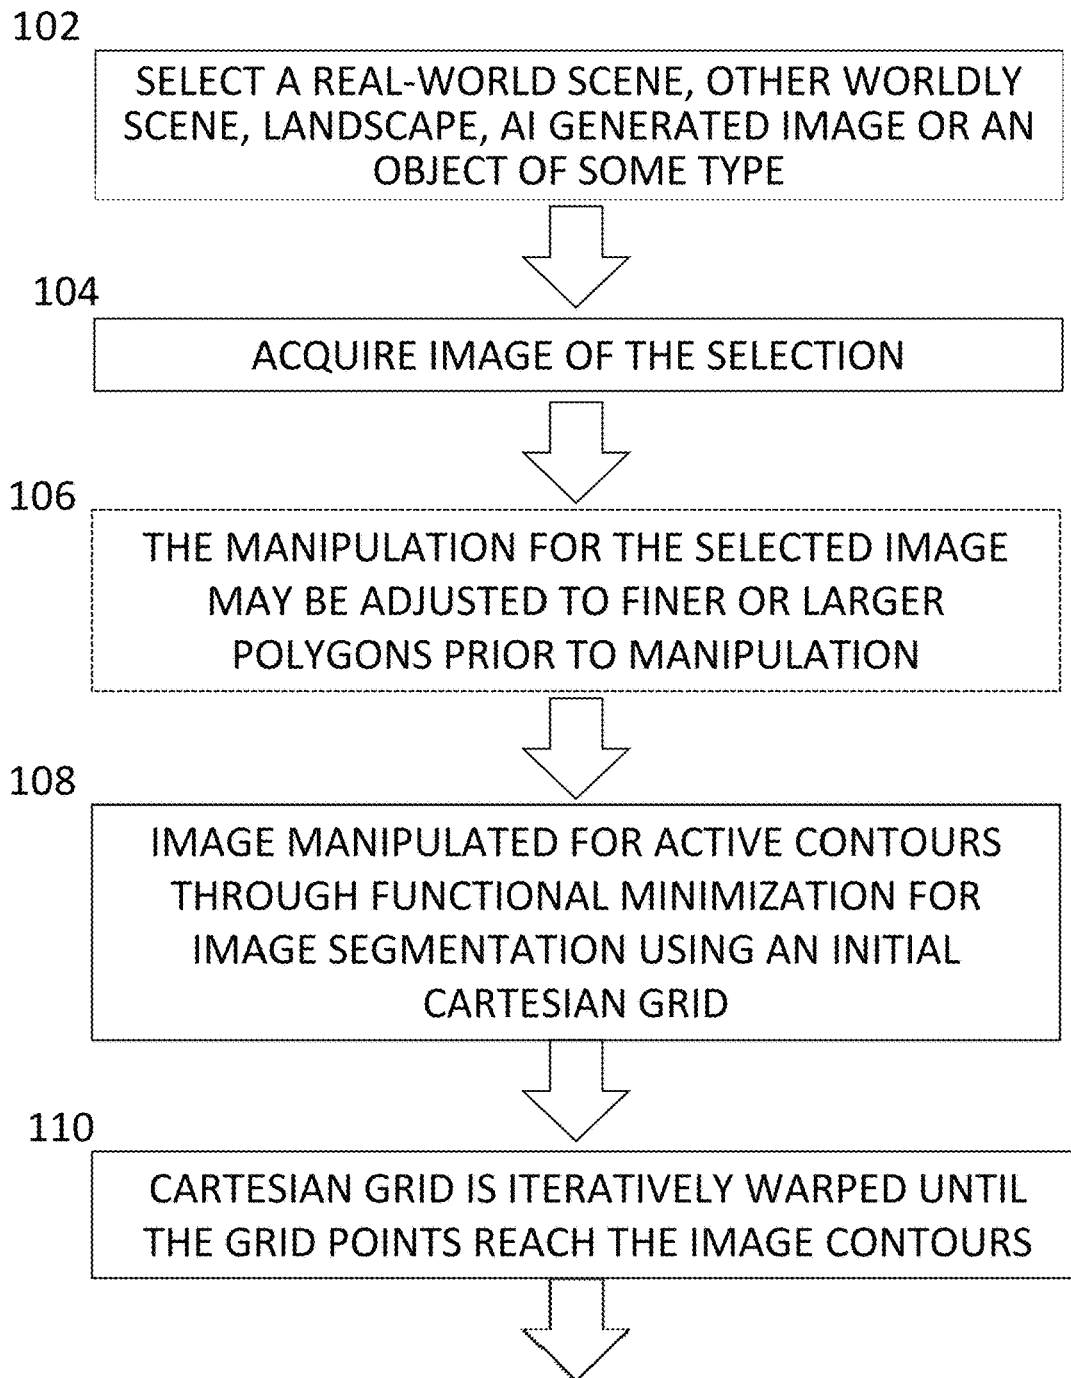 102
SELECT A REAL-WORLD SCENE, OTHER WORLDLY
SCENE, LANDSCAPE, AI GENERATED IMAGE OR AN
OBJECT OF SOME TYPE
104
ACQUIRE IMAGE OF THE SELECTION
106
THE MANIPULATION FOR THE SELECTED IMAGE
MAY BE ADJUSTED TO FINER OR LARGER
POLYGONS PRIOR TO MANIPULATION
108
IMAGE MANIPULATED FOR ACTIVE CONTOURS
THROUGH FUNCTIONAL MINIMIZATION FOR
IMAGE SEGMENTATION USING AN INITIAL
CARTESIAN GRID
110
CARTESIAN GRID IS ITERATIVELY WARPED UNTIL
THE GRID POINTS REACH THE IMAGE CONTOURS